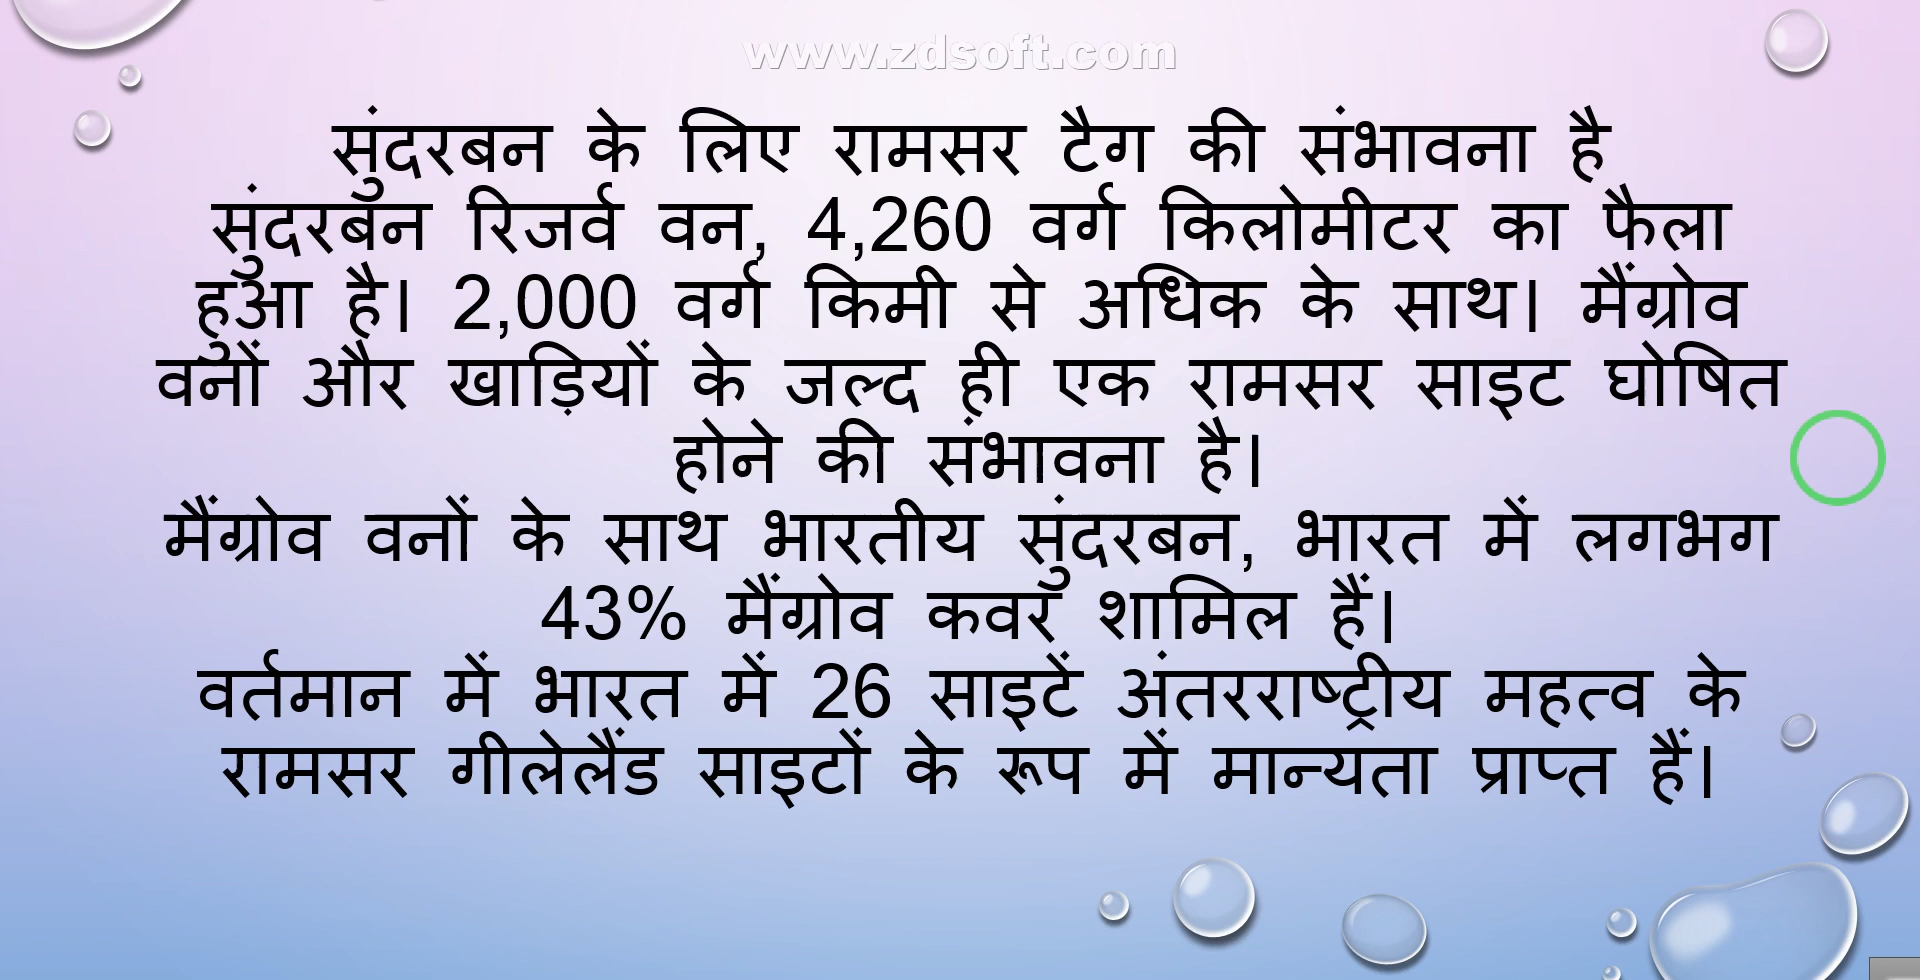 www.zdsoft.com
सुंदरबन के लिए रामसर टैग की संभावना है
सुंदरबन रिजर्व वन, 4,260 वर्ग किलोमीटर का फैला
हुआ है। 2,000 वर्ग किमी से अधिक के साथ। मैंग्रोव
वनों और खाड़ियों के जल्द ही एक रामसर साइट घोषित
होने की संभावना है।
मैंग्रोव वनों के साथ भारतीय सुंदरबन, भारत में लगभग
43% मैंग्रोव कवर शामिल हैं।
वर्तमान में भारत में 26 साइटें अंतरराष्ट्रीय महत्व के
रामसर गीलेलैंड साइटों के रूप में मान्यता प्राप्त हैं।